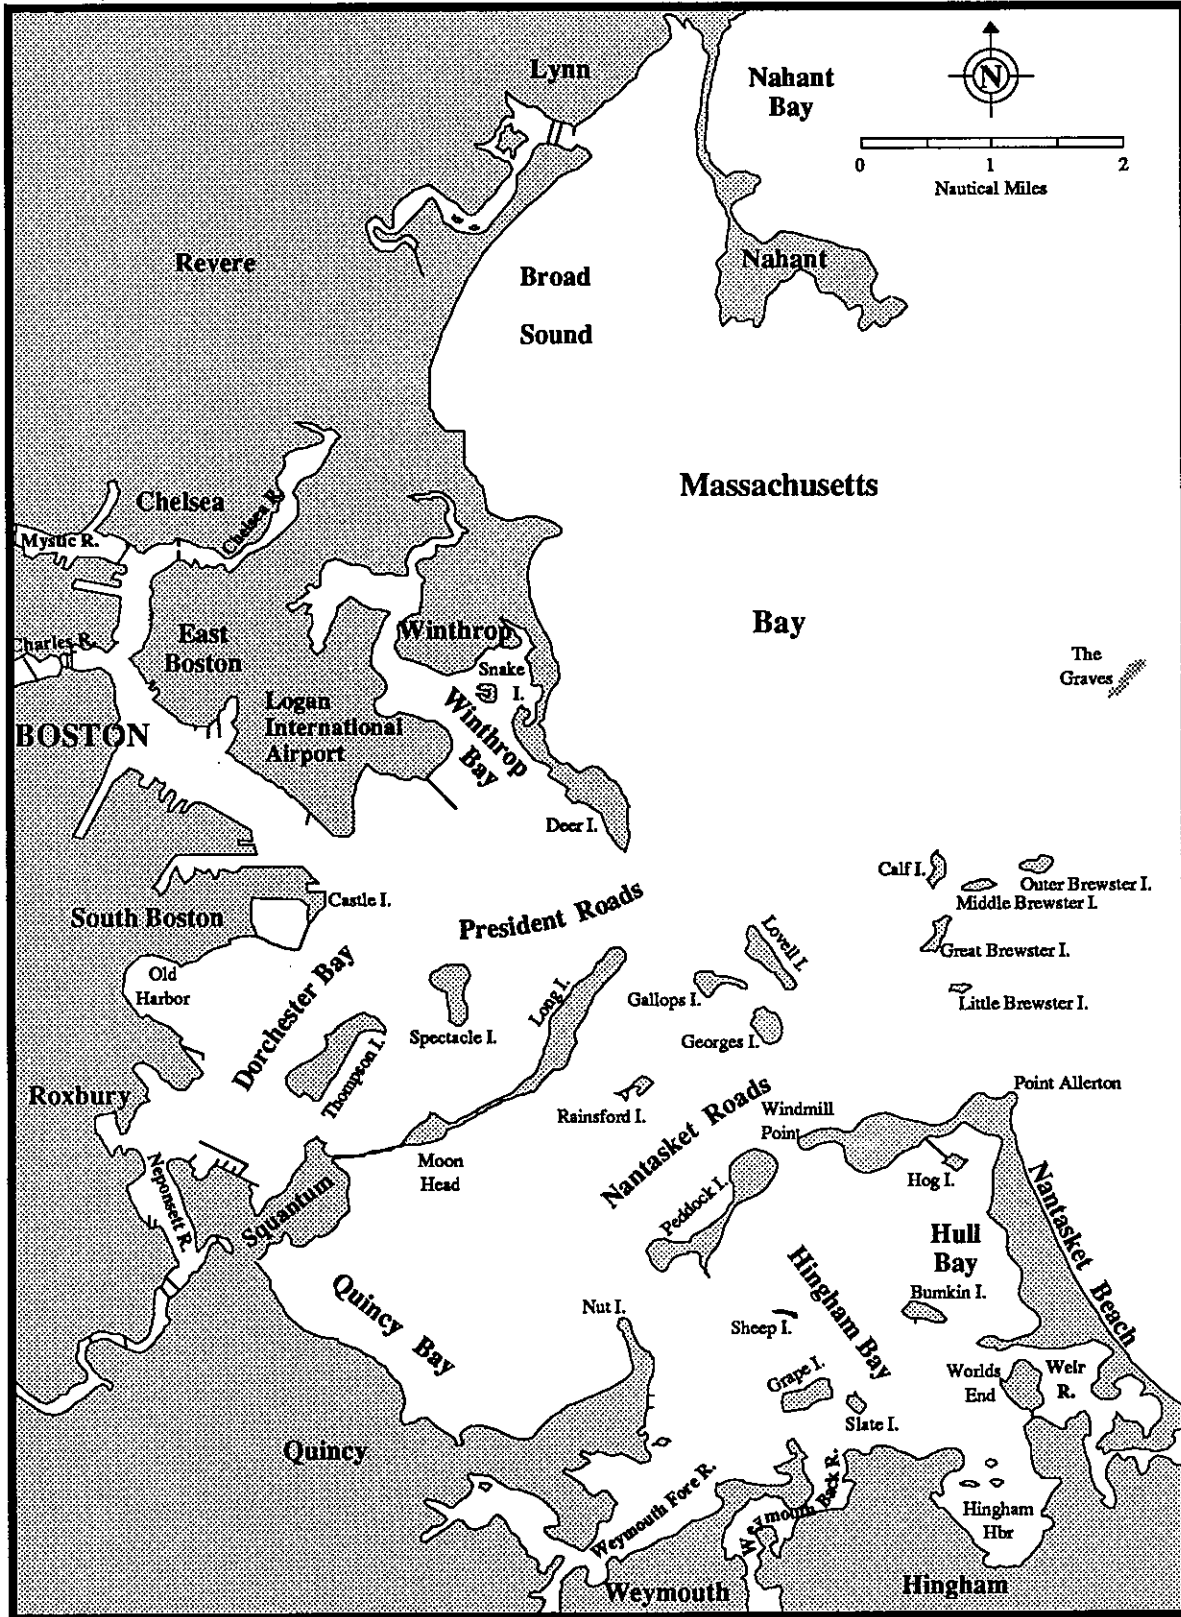 Lynn
Nahant
Bay
N
0
1
2
Nautical Miles
Revere
Nahant
Broad
Sound
Massachusetts
Chelsea
Chelsea R.
Mystic R.
Bay
Charles R.
East
Boston
Winthrop
Snake
I.
The
Graves
Logan
International
Airport
BOSTON
Winthrop
Bay
Deer I.
Calf I.
Outer Brewster I.
Middle Brewster I.
Castle I.
South Boston
President Roads
Lovell I.
Great Brewster I.
Old
Harbor
Dorchester Bay
Long I.
Gallops I.
Little Brewster I.
Spectacle I.
Georges I.
Thompson I.
Roxbury
Point Allerton
Rainsford I.
Nantasket Roads
Windmill
Point
Moon
Head
Neponsett R.
Squantum
Peddock I.
Hog I.
Nantasket Beach
Hull
Bay
Quincy Bay
Nut I.
Hingham Bay
Bumkin I.
Sheep I.
Grape I.
Worlds
End
Weir
R.
Slate I.
Quincy
Weymouth Fore R.
Weymouth Back R.
Hingham
Hbr
Weymouth
Hingham